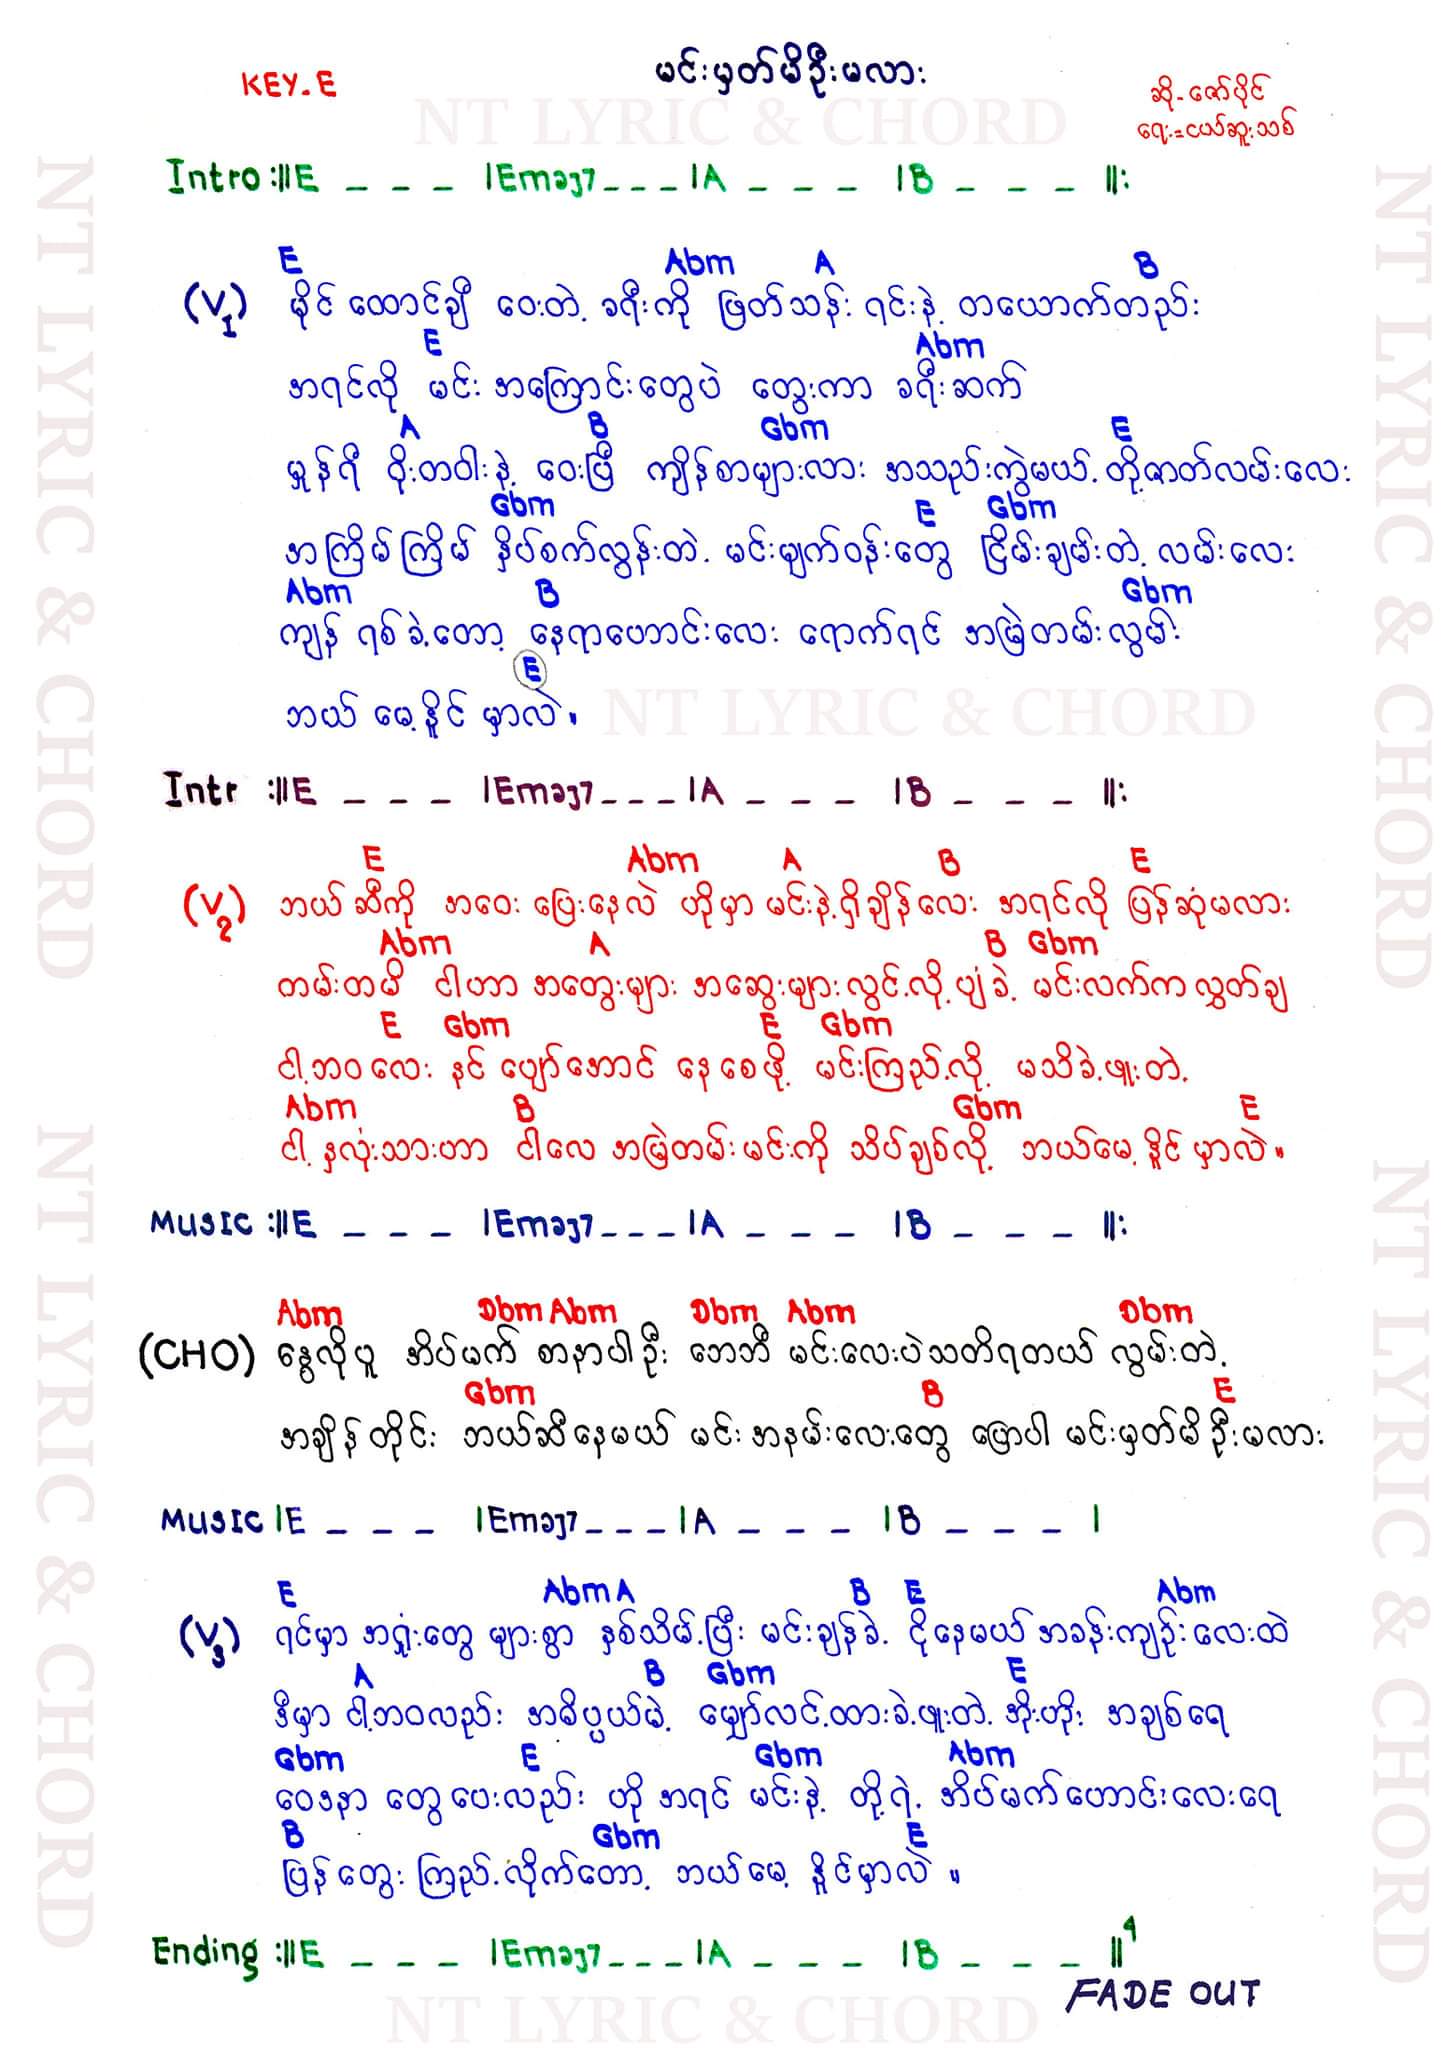 မင်းမှတ်မိဦးမလား
KEY.E
ဆို-ဇော်ပိုင်
ရေး=ငယ်ဆူးသစ်
NT LYRIC & CHORD
Intro :||E _ _ _ |Emaj7 _ _ _ |A _ _ _ |B _ _ _ ||:
E Abm A B
(V1) မိုင်ထောင်ချီ ဝေးတဲ့ ခရီးကို ဖြတ်သန်းရင်းနဲ့ တယောက်တည်း
E Abm
အရင်လို မင်းအကြောင်းတွေပဲ တွေးကာ ခရီးဆက်
A B Gbm E
မှုန်ရီ ဝိုးတဝါးနဲ့ ဝေးပြီ ကျိန်စာများလား အသည်းကွဲမယ့် တို့ဇာတ်လမ်းလေး
Gbm E Gbm
အကြိမ်ကြိမ် နှိပ်စက်လွန်းတဲ့ မင်းမျက်ဝန်းတွေ ငြိမ်းချမ်းတဲ့ လမ်းလေး
Abm B Gbm
ကျန်ရစ်ခဲ့တော့ နေရာဟောင်းလေး ရောက်ရင် အမြဲတမ်းလွမ်း
E
ဘယ်မေ့နိူင်မှာလဲ။
NT LYRIC & CHORD
Intr :||E _ _ _ |Emaj7 _ _ _ |A _ _ _ |B _ _ _ ||:
E Abm A B E
(V2) ဘယ်ဆီကို အဝေးပြေးနေလဲ ဟိုမှာ မင်းနဲ့ရှိချိန်လေး အရင်လို ပြန်ဆုံမလား
Abm A B Gbm
တမ်းတမိ ငါဟာ အတွေးများ အဆွေးများလွင့်လို့ပျံခဲ့ မင်းလက်ကလွှတ်ချ
E Gbm E Gbm
ငါ့ဘဝလေး နင်ပျော်အောင် နေစေဖို့ မင်းကြည့်လို့ မသိခဲ့ဖူးတဲ့
Abm B Gbm E
ငါ့နှလုံးသားဟာ ငါလေ အမြဲတမ်းမင်းကို သိပ်ချစ်လို့ ဘယ်မေ့နိူင်မှာလဲ။
MUSIC :||E _ _ _ |Emaj7 _ _ _ |A _ _ _ |B _ _ _ ||:
Abm Dbm Abm Dbm Abm Dbm
(CHO) နွေလိုပူ အိပ်မက် စာနာပါဦး ဘေဘီ မင်းလေးပဲသတိရတယ် လွမ်းတဲ့
Gbm B E
အချိန်တိုင်း ဘယ်ဆီနေမယ် မင်းအနမ်းလေးတွေ ပြောပါ မင်းမှတ်မိဦးမလား
MUSIC |E _ _ _ |Emaj7 _ _ _ |A _ _ _ |B _ _ _ |
E Abm A B E Abm
(V3) ရင်မှာ အရှုံးတွေများစွာ နှစ်သိမ့်ပြီး မင်းချန်ခဲ့ ငိုနေမယ် အခန်းကျဉ်းလေးထဲ
A B Gbm E
ဒီမှာ ငါ့ဘဝလည်း အဓိပ္ပယ်မဲ့ မျှော်လင့်ထားခဲ့ဖူးတဲ့ အိုးဟိုး အချစ်ရေ
Gbm E Gbm Abm
ဝေဒနာတွေပေးလည်း ဟိုအရင် မင်းနဲ့ တို့ရဲ့ အိပ်မက်ဟောင်းလေးရေ
B Gbm E
ပြန်တွေးကြည့်လိုက်တော့ ဘယ်မေ့နိူင်မှာလဲ။
Ending :||E _ _ _ |Emaj7 _ _ _ |A _ _ _ |B _ _ _ ||4
FADE OUT
NT LYRIC & CHORD
NT LYRIC & CHORD
NT LYRIC & CHORD
NT LYRIC & CHORD
NT LYRIC & CHORD